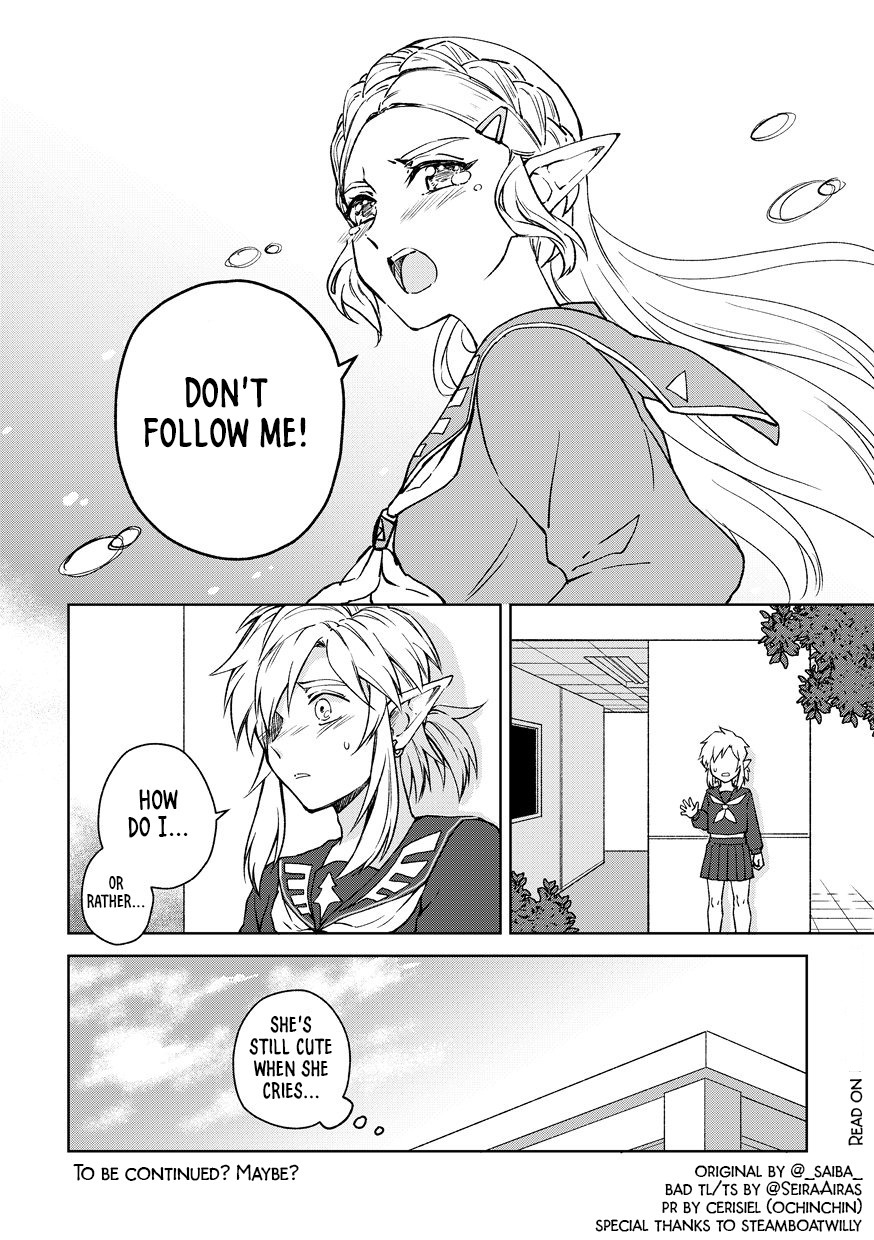 DON'T
FOLLOW ME!
HOW
DO I...
OR
RATHER...
SHE'S
STILL CUTE
WHEN SHE
CRIES...
READ ON
TO BE CONTINUED? MAYBE?
ORIGINAL BY @_SAIBA_
BAD TL/TS BY @SEIRAAIRAS
PR BY CERISIEL (OCHINCHIN)
SPECIAL THANKS TO STEAMBOATWILLY